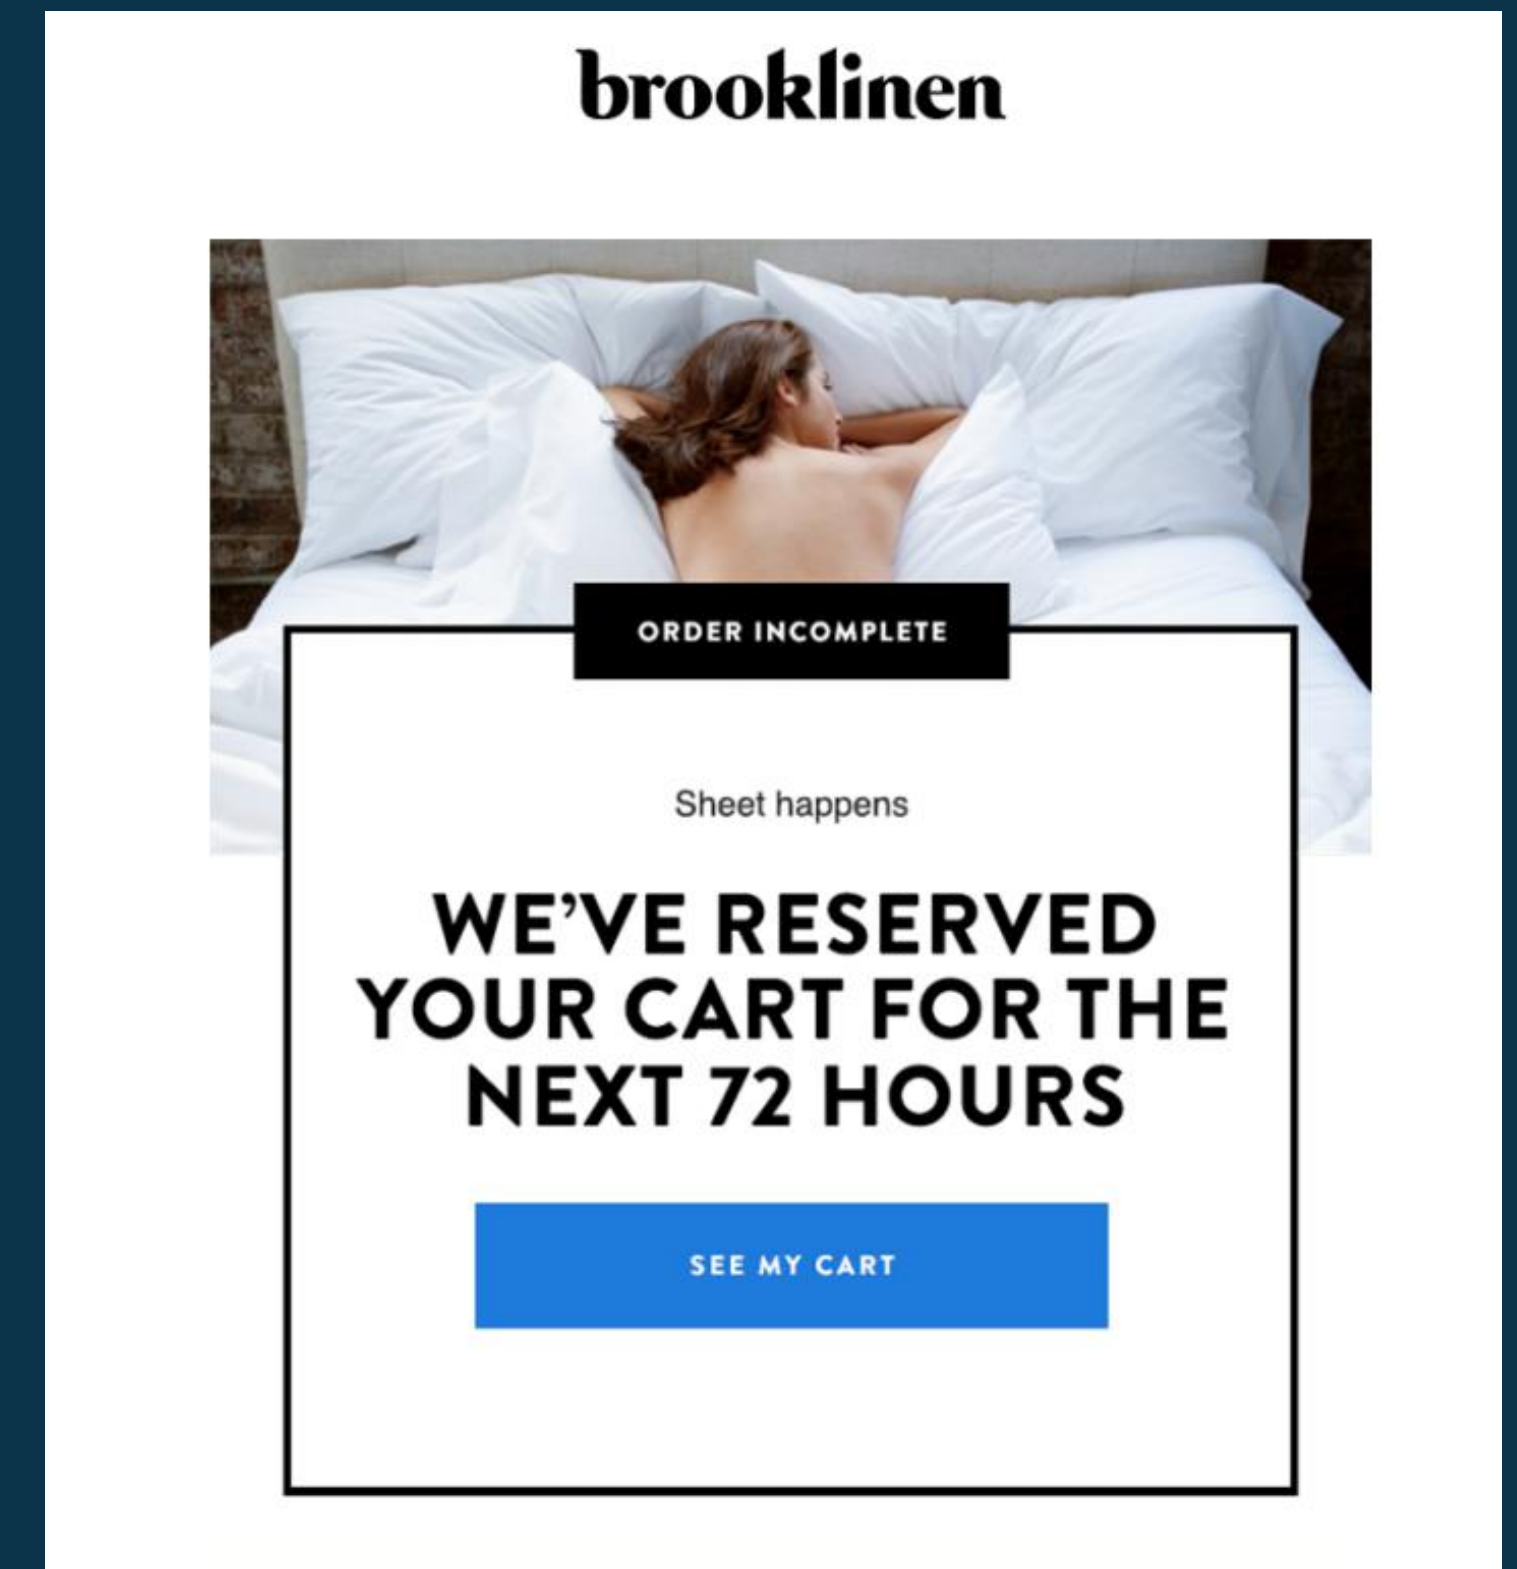 brooklinen
ORDER INCOMPLETE
Sheet happens
WE’VE RESERVED
YOUR CART FOR THE
NEXT 72 HOURS
SEE MY CART